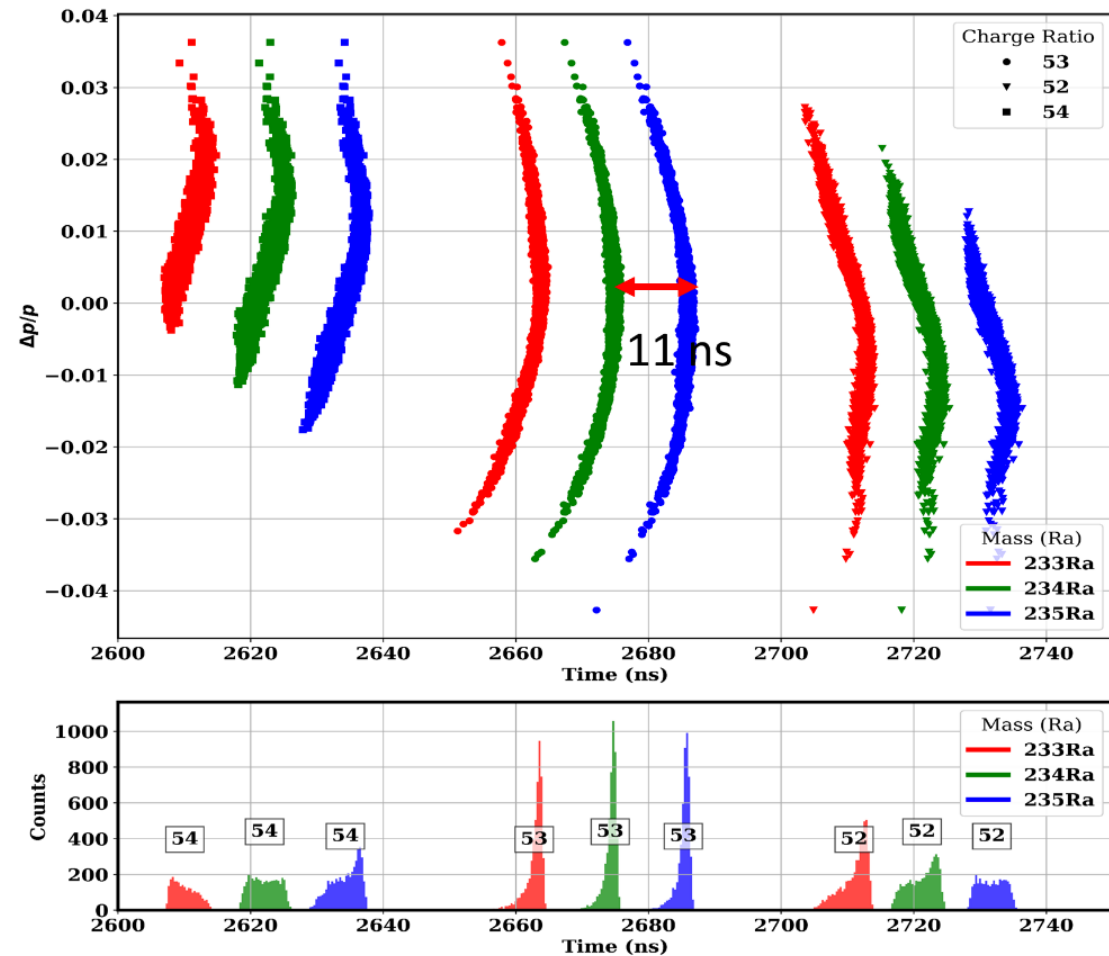 0.04
0.03
0.02
0.01
0.00
−0.01
−0.02
−0.03
−0.04
Δp/p
Charge Ratio
53
52
54
11 ns
Mass (Ra)
233Ra
234Ra
235Ra
2600 2620 2640 2660 2680 2700 2720 2740
Time (ns)
1000
800
600
400
200
0
Counts
Mass (Ra)
233Ra
234Ra
235Ra
54 54 54 53 53 53 52 52 52
2600 2620 2640 2660 2680 2700 2720 2740
Time (ns)